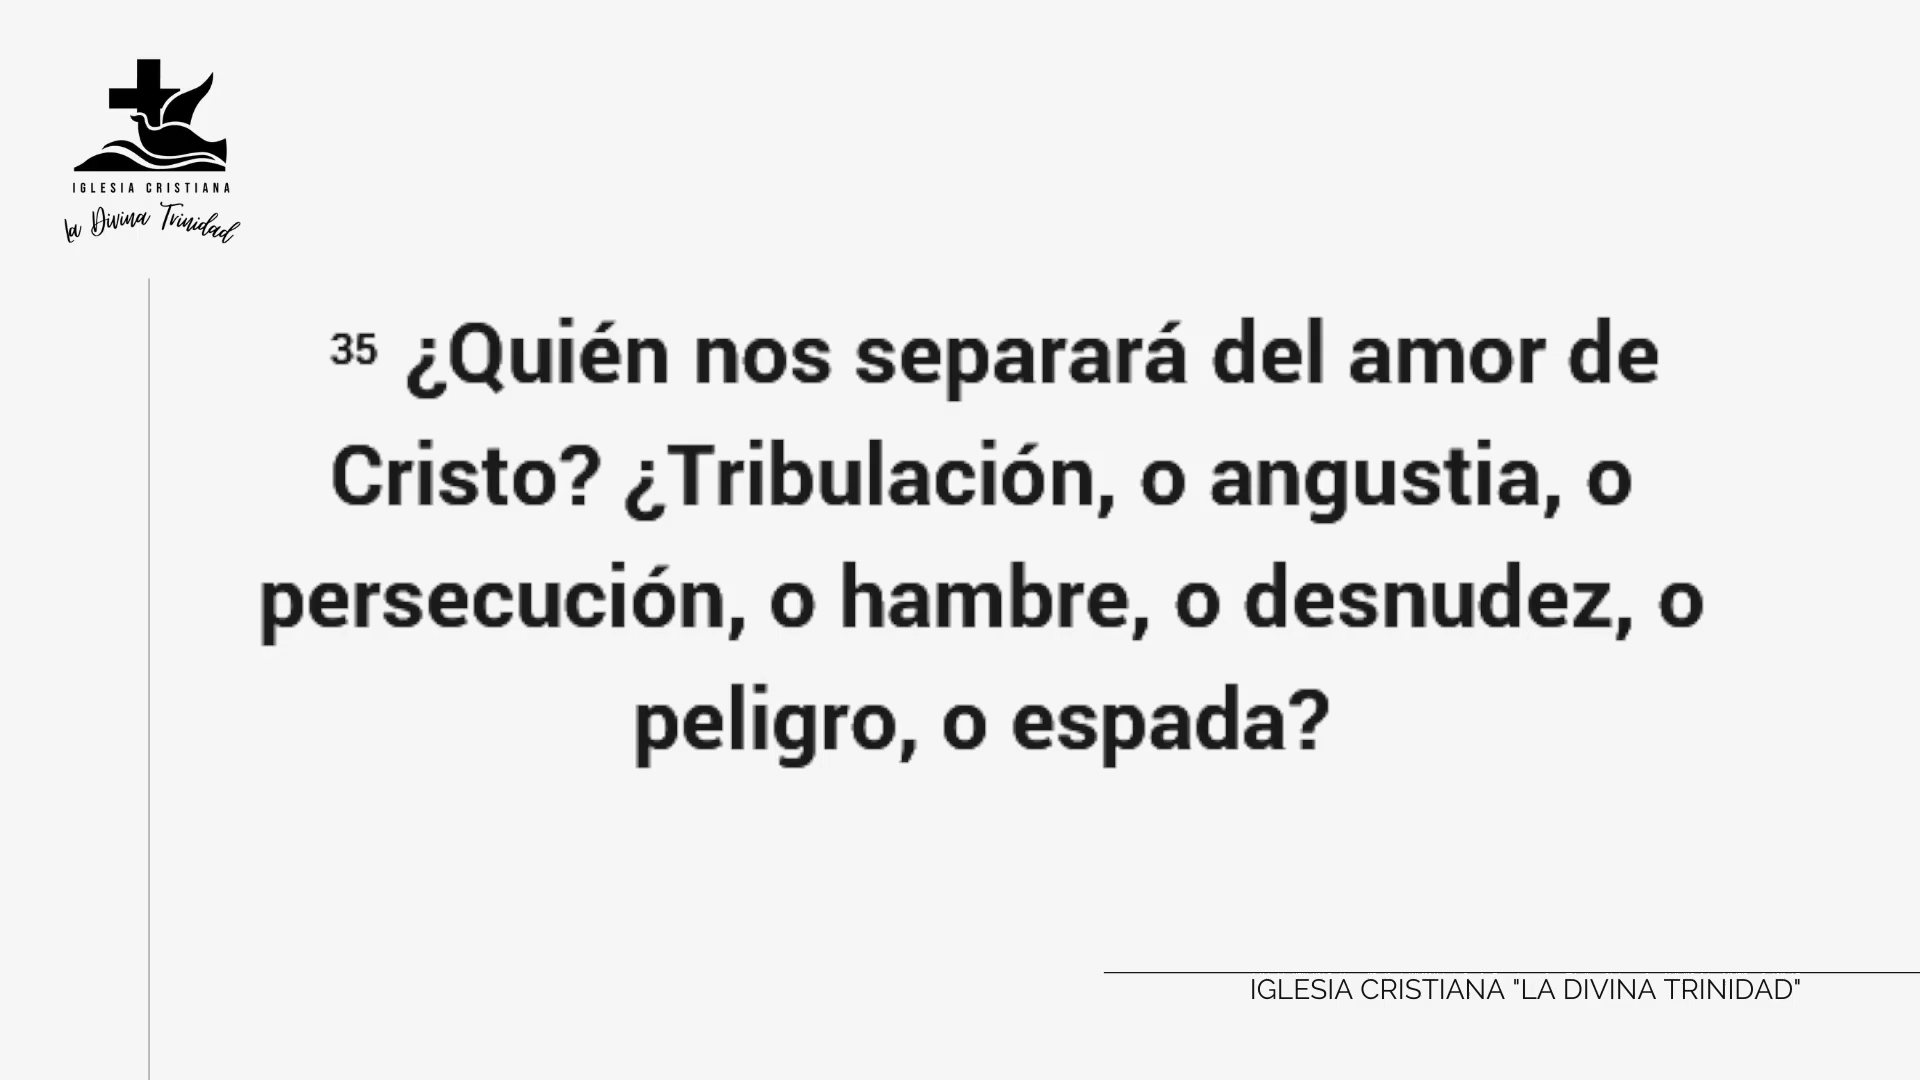 IGLESIA CRISTIANA
La Divina Trinidad
35 ¿Quién nos separará del amor de
Cristo? ¿Tribulación, o angustia, o
persecución, o hambre, o desnudez, o
peligro, o espada?
IGLESIA CRISTIANA "LA DIVINA TRINIDAD"